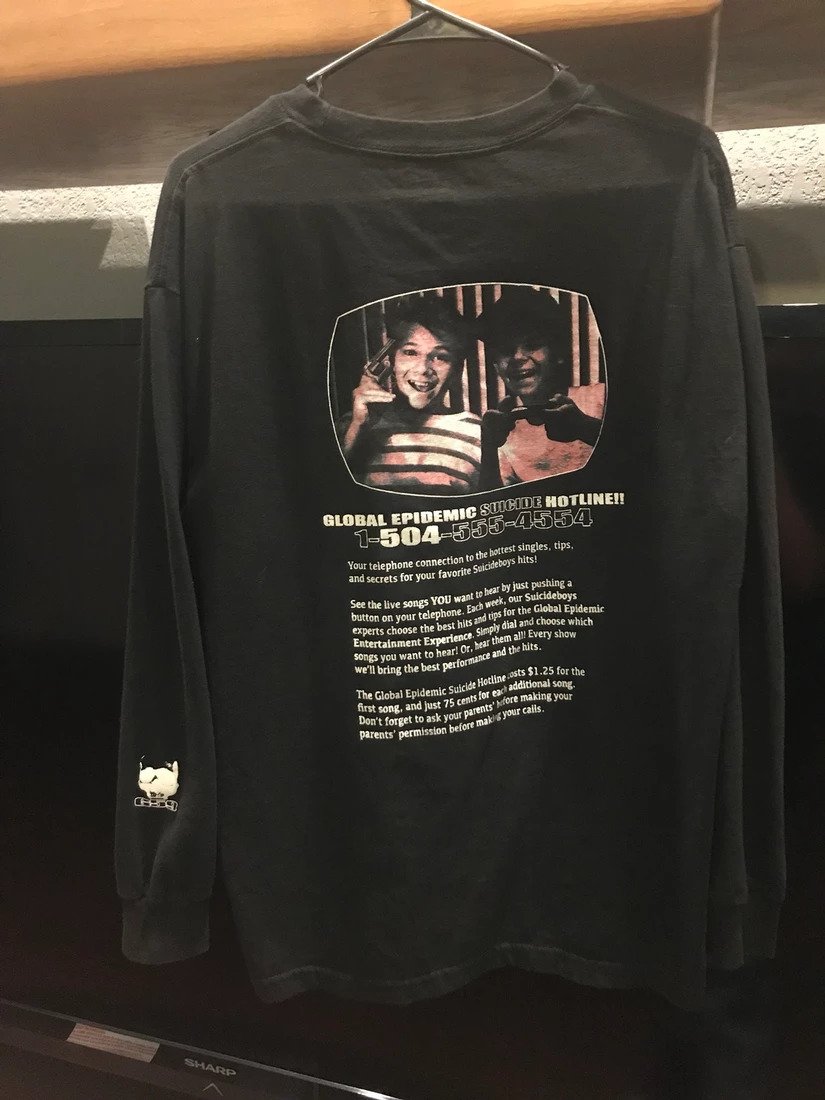 GLOBAL EPIDEMIC SUICIDE HOTLINE!!
1-504-555-4554
Your telephone connection to the hottest singles, tips,
and secrets for your favorite Suicideboys hits!
See the live songs YOU want to hear by just pushing a
button on your telephone. Each week, our Suicideboys
experts choose the best hits and tips for the Global Epidemic
Entertainment Experience. Simply dial and choose which
songs you want to hear! Or, hear them all! Every show
we'll bring the best performance and the hits.
The Global Epidemic Suicide Hotline costs $1.25 for the
first song, and just 75 cents for each additional song.
Don't forget to ask your parents' before making your
parents' permission before making your calls.
G59
SHARP